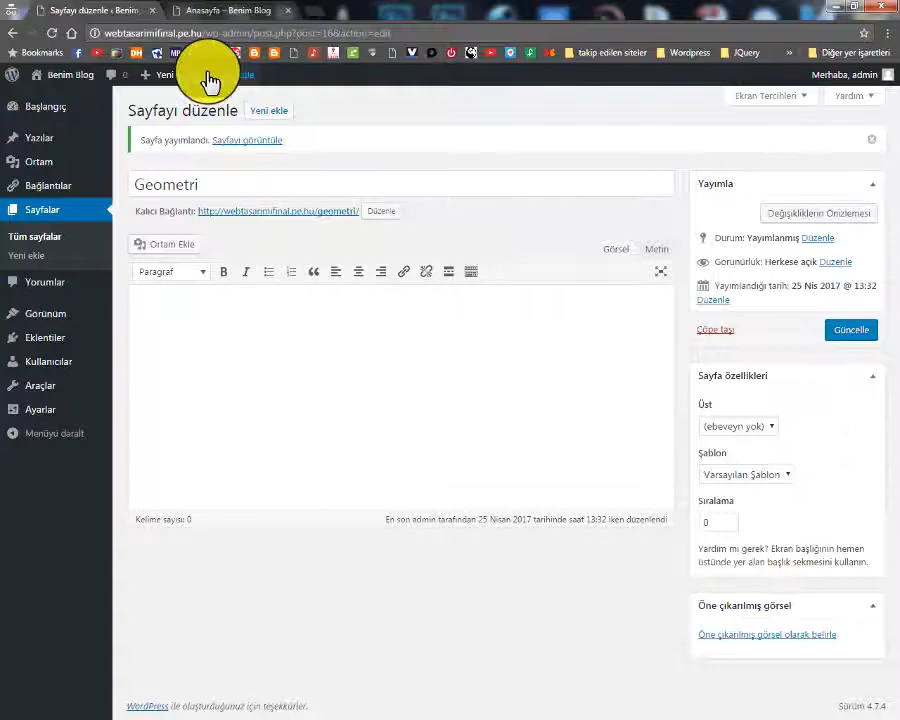 Sayfayı düzenle ‹ Benim
Anasayfa – Benim Blog
webtasarimifinal.pe.hu/wp-admin/post.php?post=16&action=edit
Bookmarks
takip edilen siteler
Wordpress
JQuery
»
Diğer yer işaretleri
Benim Blog
0
Yeni
Merhaba, admin
Başlangıç
Yazılar
Ortam
Bağlantılar
Sayfalar
Tüm sayfalar
Yeni ekle
Yorumlar
Görünüm
Eklentiler
Kullanıcılar
Araçlar
Ayarlar
Menüyü daralt
Ekran Tercihleri
Yardım
Sayfayı düzenle
Yeni ekle
Sayfa yayımlandı. Sayfayı görüntüle
Geometri
Kalıcı Bağlantı: http://webtasarimifinal.pe.hu/geometri/ Düzenle
Ortam Ekle
Görsel
Metin
Paragraf
B
I
Kelime sayısı: 0
En son admin tarafından 25 Nisan 2017 tarihinde saat 13:32 iken düzenlendi
Yayımla
Değişikliklerin Önizlemesi
Durum: Yayımlanmış Düzenle
Görünürlük: Herkese açık Düzenle
Yayımlandığı tarih: 25 Nis 2017 @ 13:32
Düzenle
Çöpe taşı
Güncelle
Sayfa özellikleri
Üst
(ebeveyn yok)
Şablon
Varsayılan Şablon
Sıralama
0
Yardım mı gerek? Ekran başlığının hemen
üstünde yer alan başlık sekmesini kullanın.
Öne çıkarılmış görsel
Öne çıkarılmış görsel olarak belirle
WordPress ile oluşturduğunuz için teşekkürler.
Sürüm 4.7.4